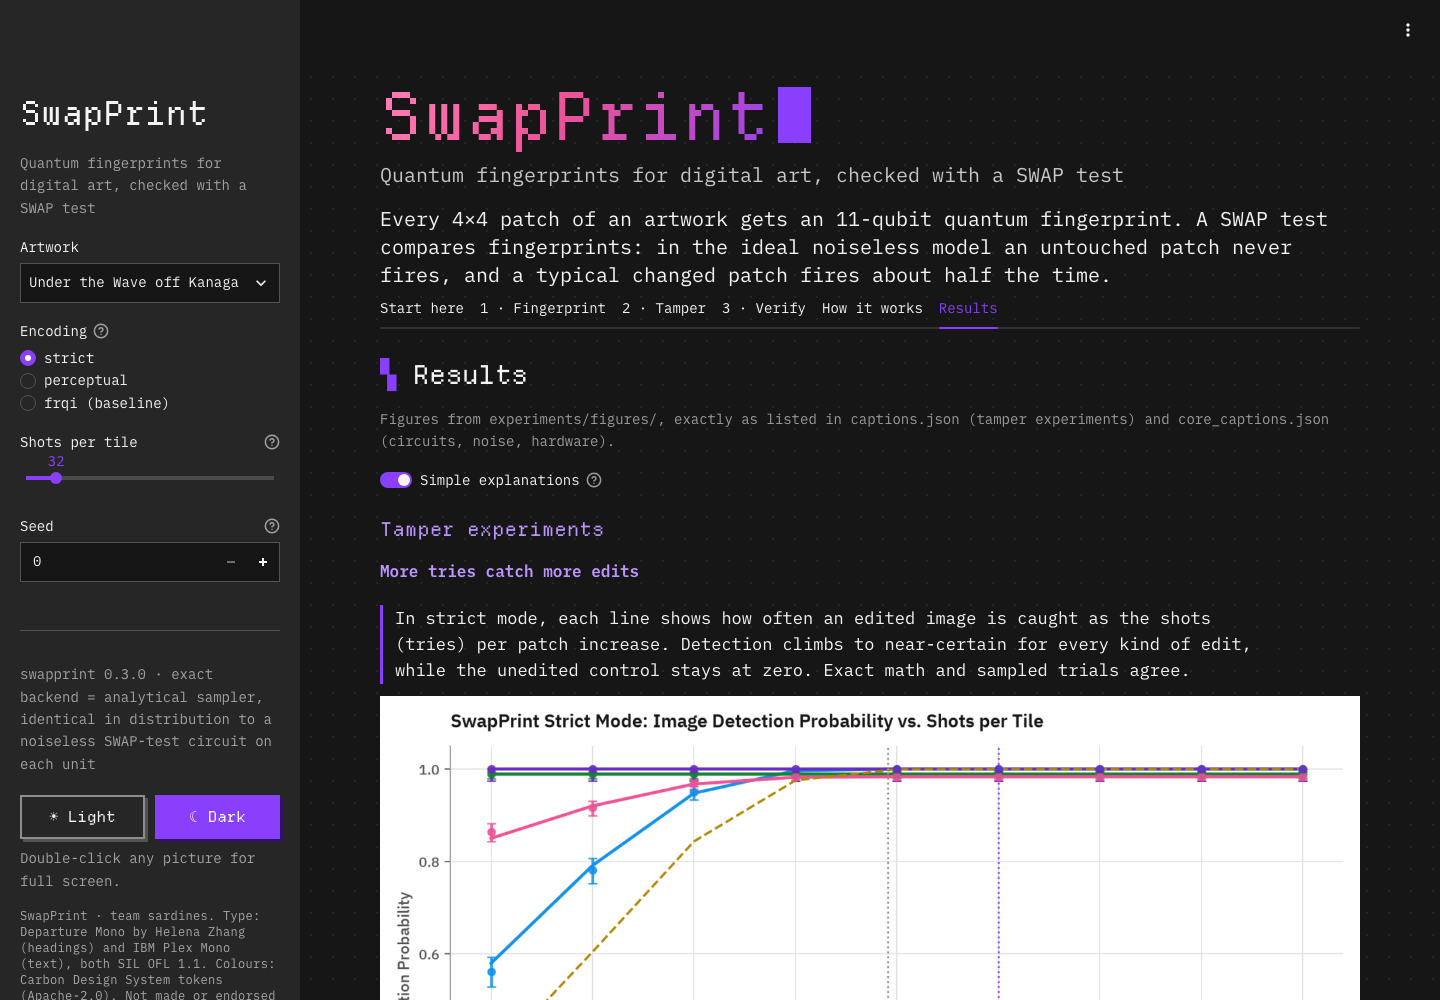 SwapPrint
Quantum fingerprints for
digital art, checked with a
SWAP test
Artwork
Under the Wave off Kanaga
Encoding
strict
perceptual
frqi (baseline)
Shots per tile
32
Seed
0
swapprint 0.3.0 · exact
backend = analytical sampler,
identical in distribution to a
noiseless SWAP-test circuit on
each unit
☀ Light
☾ Dark
Double-click any picture for
full screen.
SwapPrint · team sardines. Type:
Departure Mono by Helena Zhang
(headings) and IBM Plex Mono
(text), both SIL OFL 1.1. Colours:
Carbon Design System tokens
(Apache-2.0). Not made or endorsed
SwapPrint
Quantum fingerprints for digital art, checked with a SWAP test
Every 4×4 patch of an artwork gets an 11-qubit quantum fingerprint. A SWAP test
compares fingerprints: in the ideal noiseless model an untouched patch never
fires, and a typical changed patch fires about half the time.
Start here 1 · Fingerprint 2 · Tamper 3 · Verify How it works Results
Results
Figures from experiments/figures/, exactly as listed in captions.json (tamper experiments) and core_captions.json
(circuits, noise, hardware).
Simple explanations
Tamper experiments
More tries catch more edits
In strict mode, each line shows how often an edited image is caught as the shots
(tries) per patch increase. Detection climbs to near-certain for every kind of edit,
while the unedited control stays at zero. Exact math and sampled trials agree.
SwapPrint Strict Mode: Image Detection Probability vs. Shots per Tile
1.0
0.8
0.6
Probability